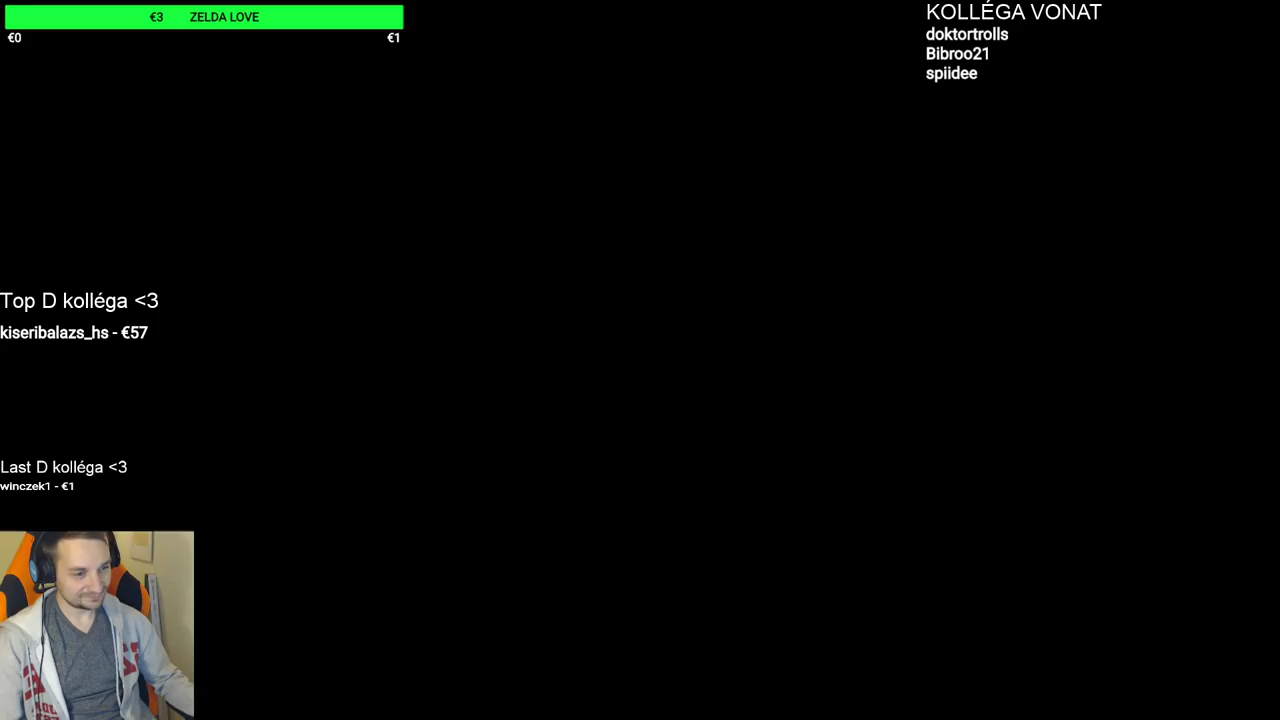 €3 ZELDA LOVE
€0 €1
KOLLÉGA VONAT
doktortrolls
Bibroo21
spiidee
Top D kolléga <3
kiseribalazs_hs - €57
Last D kolléga <3
winczek1 - €1